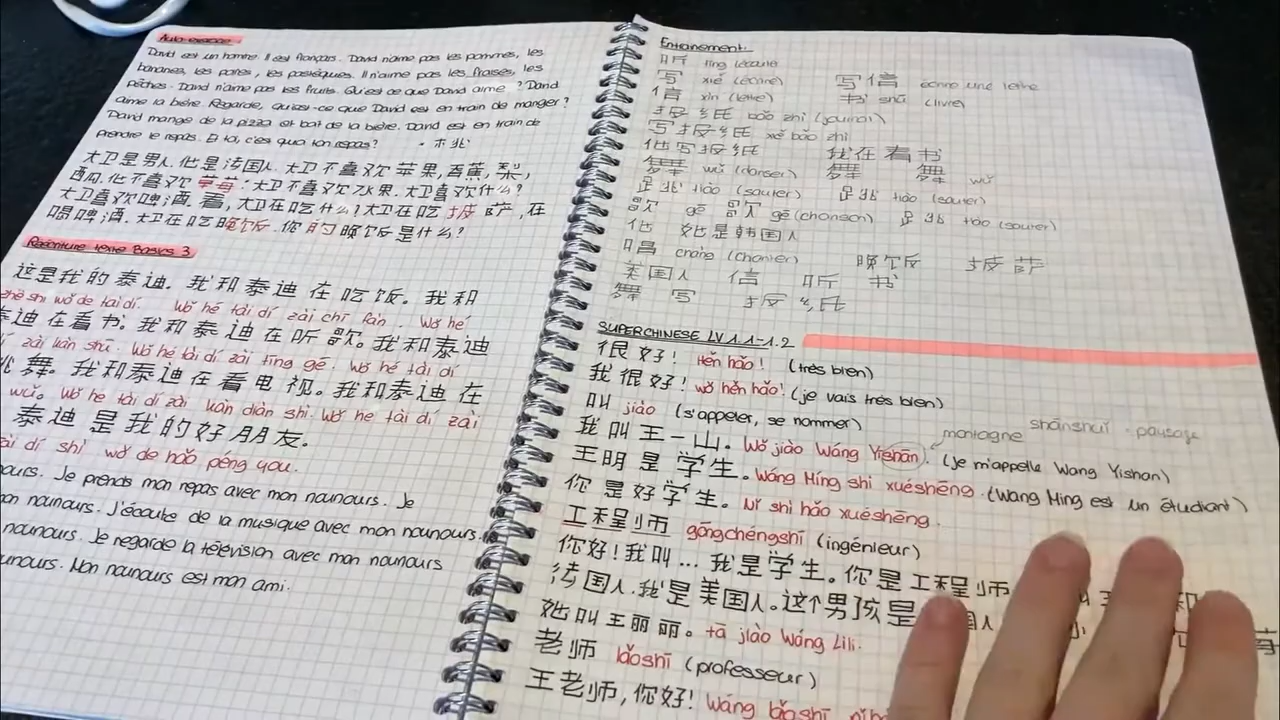 Auto-exercice
David est un homme. Il est français. David n'aime pas les pommes, les
bananes, les poires, les pastèques. Il n'aime pas les fraises, les
pêches. David n'aime pas les fruits. Qu'est ce que David aime ? David
aime la bière. Regarde, qu'est-ce que David est en train de manger ?
David mange de la pizza et boit de la bière. David est en train de
prendre le repas. Et toi, c'est quoi ton repas ?
大卫是男人. 他是法国人. 大卫不喜欢 苹果, 香蕉, 梨,
他不喜欢 草莓. 大卫不喜欢水果. 大卫喜欢什么?
大卫喜欢啤酒. 看, 大卫在吃什么? 大卫在吃 披 萨, 在
喝啤酒. 大卫在吃晚饭. 你 的 晚饭是什么?
texte Basics 3
这是我的 泰迪. 我和泰迪 在 吃饭。 我和
shì wǒ de tài dí. Wǒ hé tài dí zài chī fàn. Wǒ hé
迪在看书。我和泰迪在听歌。我和泰迪
zài kàn shū. Wǒ hé tài dí zài tīng gē. Wǒ hé tài dí
舞。我和泰迪在看电视。我和泰迪 在
wǔ. Wǒ he tài dí zài kàn diàn shì. Wǒ he tài dí zài
泰迪是我的好朋友。
dí shì wǒ de hǎo péng you.
Je prends mon repas avec mon nounours. Je
mon nounours. J'écoute de la musique avec mon nounours.
nounours. Je regarde la télévision avec mon nounours
Mon nounours est mon ami.
Entrainement
听 tīng (écouter)
写 xiě (écrire) 写信 écrire une lettre
信 xìn (lettre) 书 shū (livre)
报纸 bào zhǐ (journal)
写报纸 xiě bào zhǐ
他写报纸 我在看书
舞 wǔ (danser) 舞 舞 wǔ
跳 tiào (sauter) 跳 tiào (sauter)
歌 gē 歌 gē (chanson) 跳 tiào (sauter)
他 她是韩国人
唱 chàng (chanter) 晚饭 披萨
美国人 信 听 书
舞 写 报纸
SUPERCHINESE LV 1 1.1-1.2
很好! Hěn hǎo! (très bien)
我很好! wǒ hěn hǎo! (je vais très bien)
叫 jiào (s'appeler, se nommer)
montagne shānshuǐ : paysage
我叫王一山。Wǒ jiào Wáng Yīshān. (Je m'appelle Wang Yishan)
王明是学生。Wáng Míng shì xuéshēng. (Wang Ming est un étudiant)
你是好学生。Nǐ shì hǎo xuéshēng.
工程师 gōngchéngshī (ingénieur)
你好! 我叫... 我是学生。你是工程师
法国人. 我是美国人。这个男孩是 国人
她叫王丽丽。tā jiào Wáng Lìli.
老师 lǎoshī (professeur)
王老师, 你好! Wáng lǎoshī